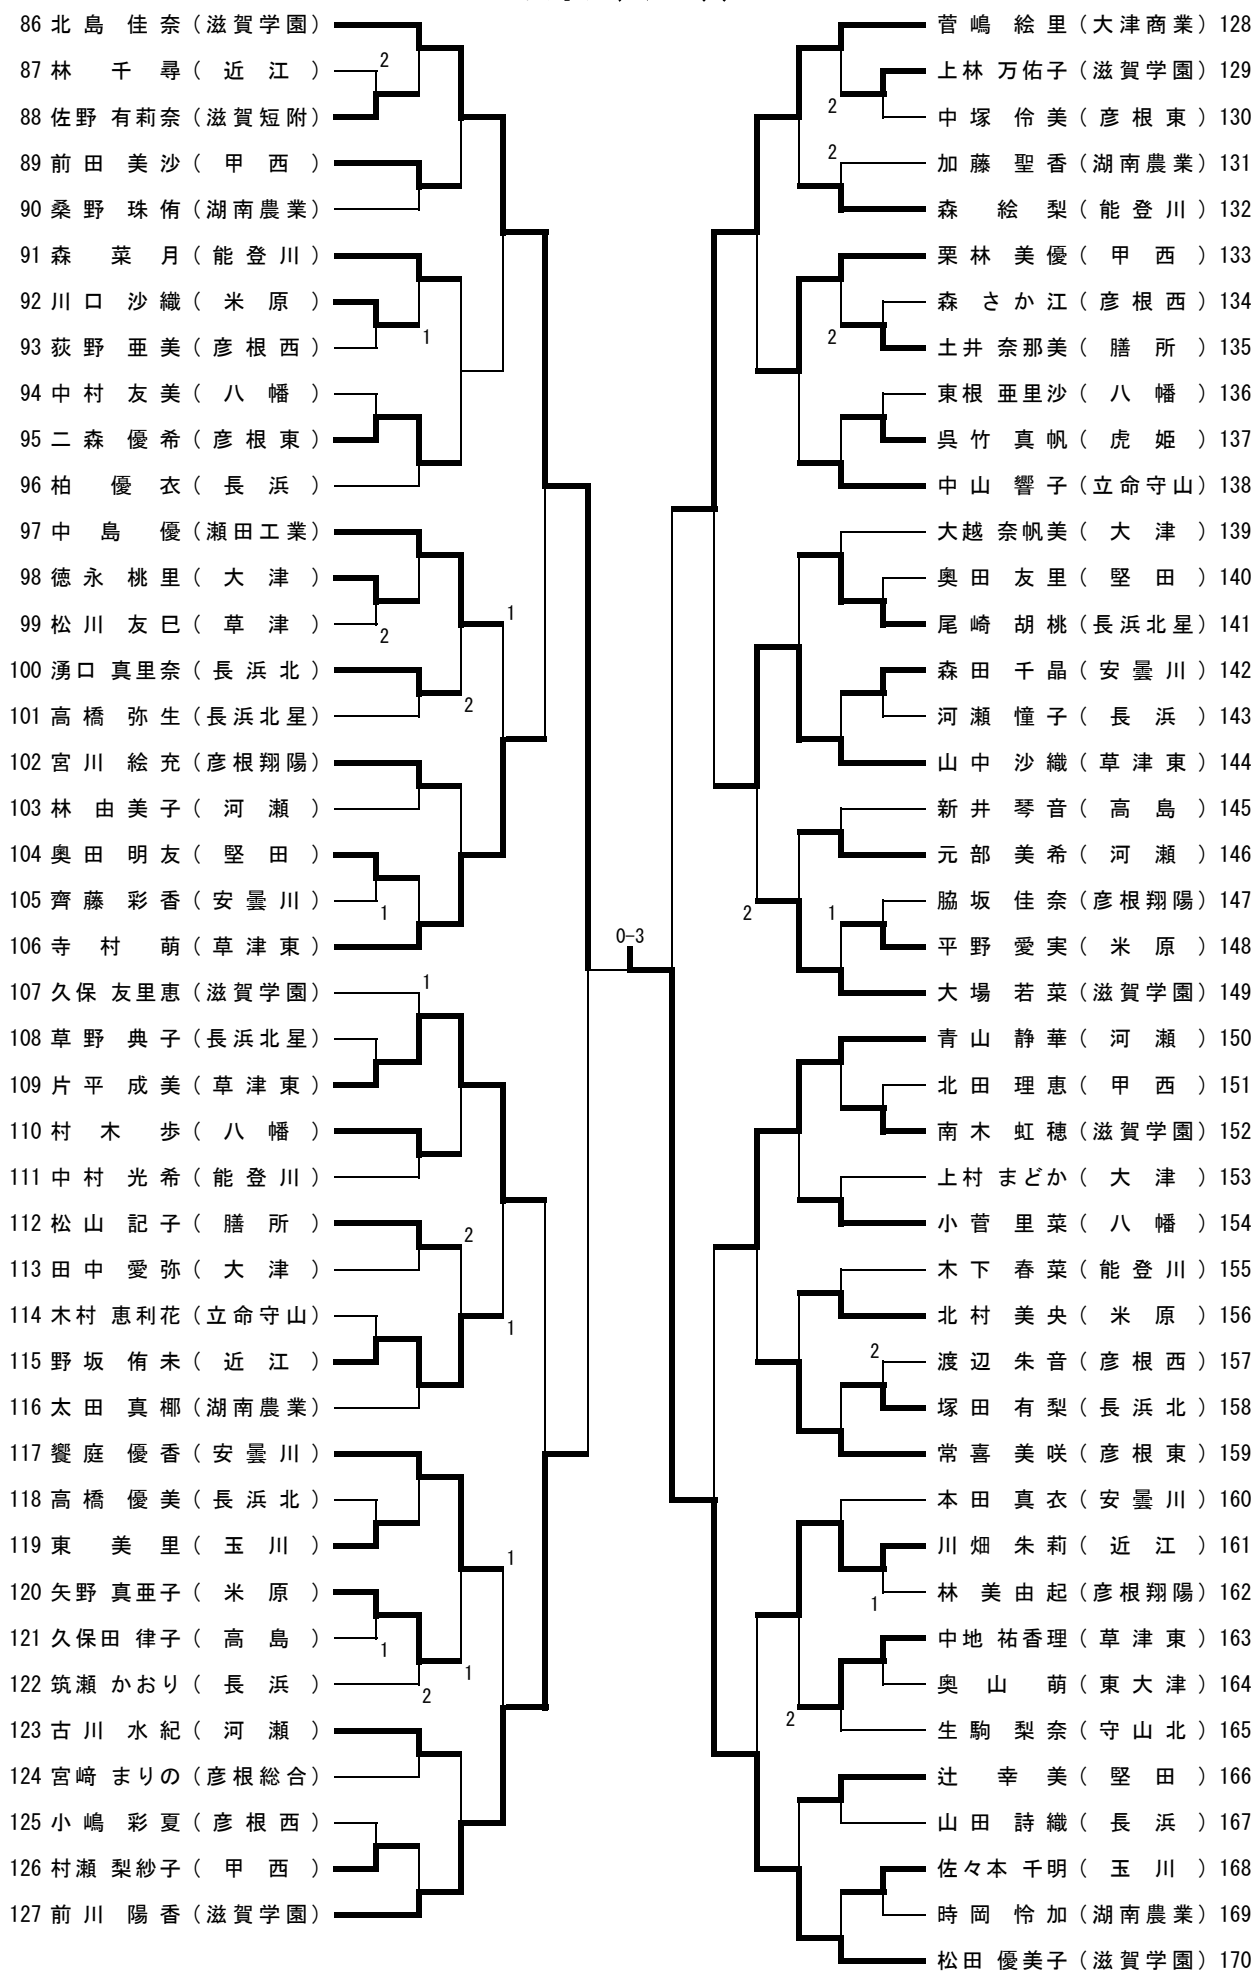 86 北島 佳奈 (滋賀学園)
87 林 千尋 (近江)
88 佐野 有莉奈 (滋賀短附)
89 前田 美沙 (甲西)
90 桑野 珠侑 (湖南農業)
91 森 菜月 (能登川)
92 川口 沙織 (米原)
93 荻野 亜美 (彦根西)
94 中村 友美 (八幡)
95 二森 優希 (彦根東)
96 柏 優衣 (長浜)
97 中島 優 (瀬田工業)
98 徳永 桃里 (大津)
99 松川 友巳 (草津)
100 湧口 真里奈 (長浜北)
101 高橋 弥生 (長浜北星)
102 宮川 絵充 (彦根翔陽)
103 林 由美子 (河瀬)
104 奥田 明友 (堅田)
105 齊藤 彩香 (安曇川)
106 寺村 萌 (草津東)
107 久保 友里恵 (滋賀学園)
108 草野 典子 (長浜北星)
109 片平 成美 (草津東)
110 村木 歩 (八幡)
111 中村 光希 (能登川)
112 松山 記子 (膳所)
113 田中 愛弥 (大津)
114 木村 恵利花 (立命守山)
115 野坂 侑未 (近江)
116 太田 真椰 (湖南農業)
117 饗庭 優香 (安曇川)
118 高橋 優美 (長浜北)
119 東 美里 (玉川)
120 矢野 真亜子 (米原)
121 久保田 律子 (高島)
122 筑瀬 かおり (長浜)
123 古川 水紀 (河瀬)
124 宮﨑 まりの (彦根総合)
125 小嶋 彩夏 (彦根西)
126 村瀬 梨紗子 (甲西)
127 前川 陽香 (滋賀学園)
2
1
2
1
2
1
1
2
1
1
1
2
1
0-3
菅嶋 絵里 (大津商業) 128
上林 万佑子 (滋賀学園) 129
中塚 伶美 (彦根東) 130
加藤 聖香 (湖南農業) 131
森 絵梨 (能登川) 132
栗林 美優 (甲西) 133
森 さか江 (彦根西) 134
土井 奈那美 (膳所) 135
東根 亜里沙 (八幡) 136
呉竹 真帆 (虎姫) 137
中山 響子 (立命守山) 138
大越 奈帆美 (大津) 139
奥田 友里 (堅田) 140
尾崎 胡桃 (長浜北星) 141
森田 千晶 (安曇川) 142
河瀬 憧子 (長浜) 143
山中 沙織 (草津東) 144
新井 琴音 (高島) 145
元部 美希 (河瀬) 146
脇坂 佳奈 (彦根翔陽) 147
平野 愛実 (米原) 148
大場 若菜 (滋賀学園) 149
青山 静華 (河瀬) 150
北田 理恵 (甲西) 151
南木 虹穂 (滋賀学園) 152
上村 まどか (大津) 153
小菅 里菜 (八幡) 154
木下 春菜 (能登川) 155
北村 美央 (米原) 156
渡辺 朱音 (彦根西) 157
塚田 有梨 (長浜北) 158
常喜 美咲 (彦根東) 159
本田 真衣 (安曇川) 160
川畑 朱莉 (近江) 161
林 美由起 (彦根翔陽) 162
中地 祐香理 (草津東) 163
奥山 萌 (東大津) 164
生駒 梨奈 (守山北) 165
辻 幸美 (堅田) 166
山田 詩織 (長浜) 167
佐々本 千明 (玉川) 168
時岡 怜加 (湖南農業) 169
松田 優美子 (滋賀学園) 170
2
2
2
2
1
2
1
2